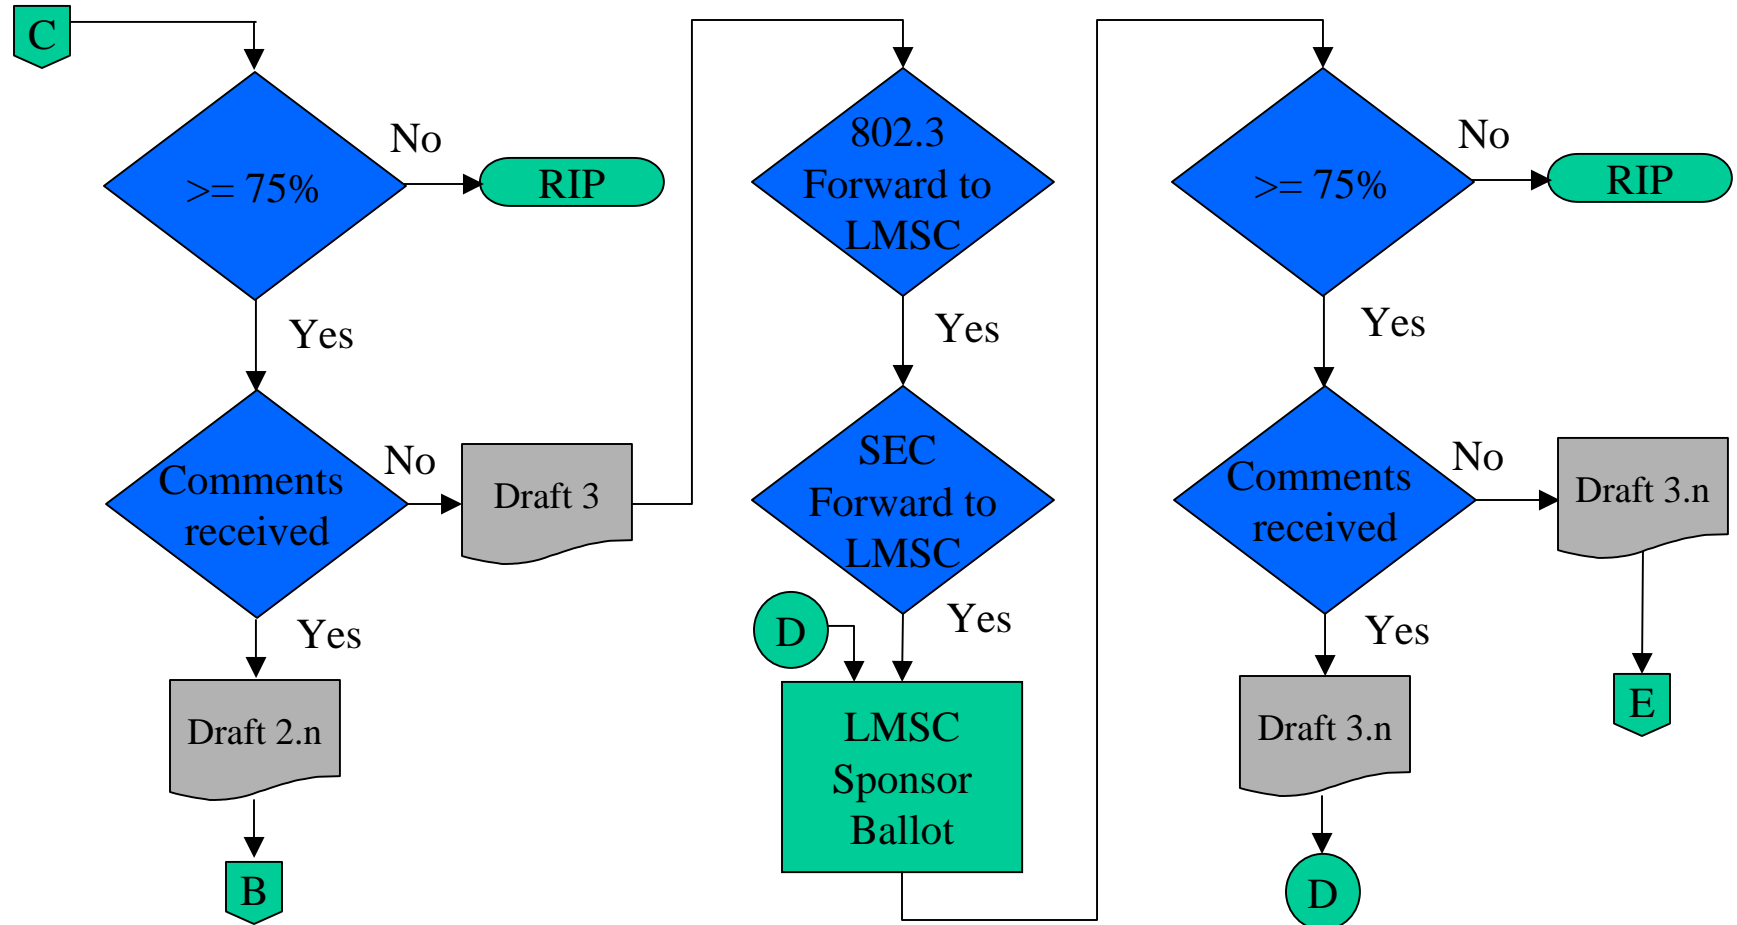 C
>= 75%
No
RIP
Yes
Comments
received
No
Draft 3
Yes
Draft 2.n
B
802.3
Forward to
LMSC
Yes
SEC
Forward to
LMSC
Yes
D
LMSC
Sponsor
Ballot
>= 75%
No
RIP
Yes
Comments
received
No
Draft 3.n
E
Yes
Draft 3.n
D